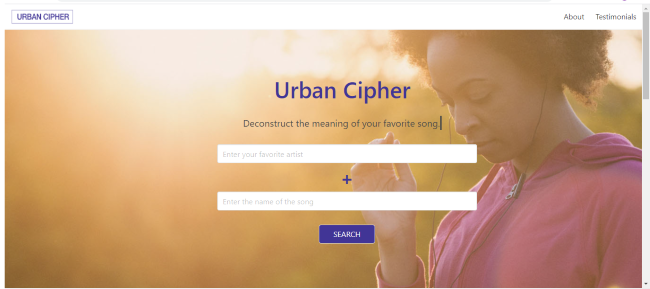 URBAN CIPHER
About Testimonials
Urban Cipher
Deconstruct the meaning of your favorite song.
Enter your favorite artist
+
Enter the name of the song
SEARCH